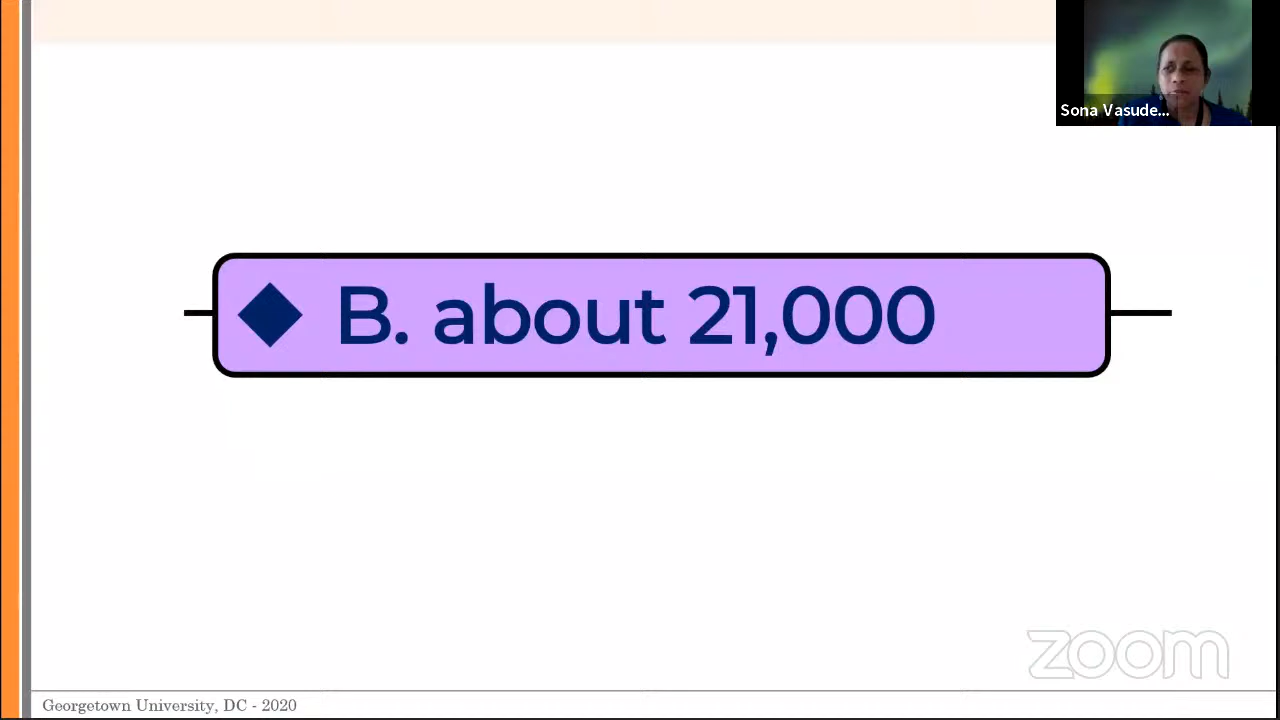 Sona Vasude...
◆ B. about 21,000
zoom
Georgetown University, DC - 2020